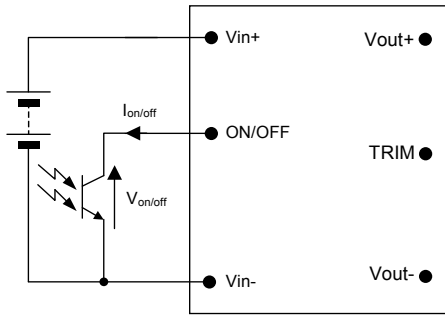 Vin+
Vout+
Ion/off
ON/OFF
TRIM
Von/off
Vin-
Vout-